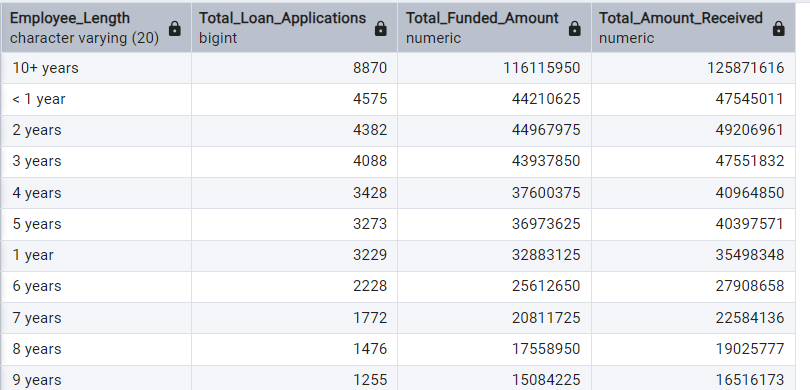 Employee_Length Total_Loan_Applications Total_Funded_Amount Total_Amount_Received
character varying (20) bigint numeric numeric
10+ years 8870 116115950 125871616
< 1 year 4575 44210625 47545011
2 years 4382 44967975 49206961
3 years 4088 43937850 47551832
4 years 3428 37600375 40964850
5 years 3273 36973625 40397571
1 year 3229 32883125 35498348
6 years 2228 25612650 27908658
7 years 1772 20811725 22584136
8 years 1476 17558950 19025777
9 years 1255 15084225 16516173